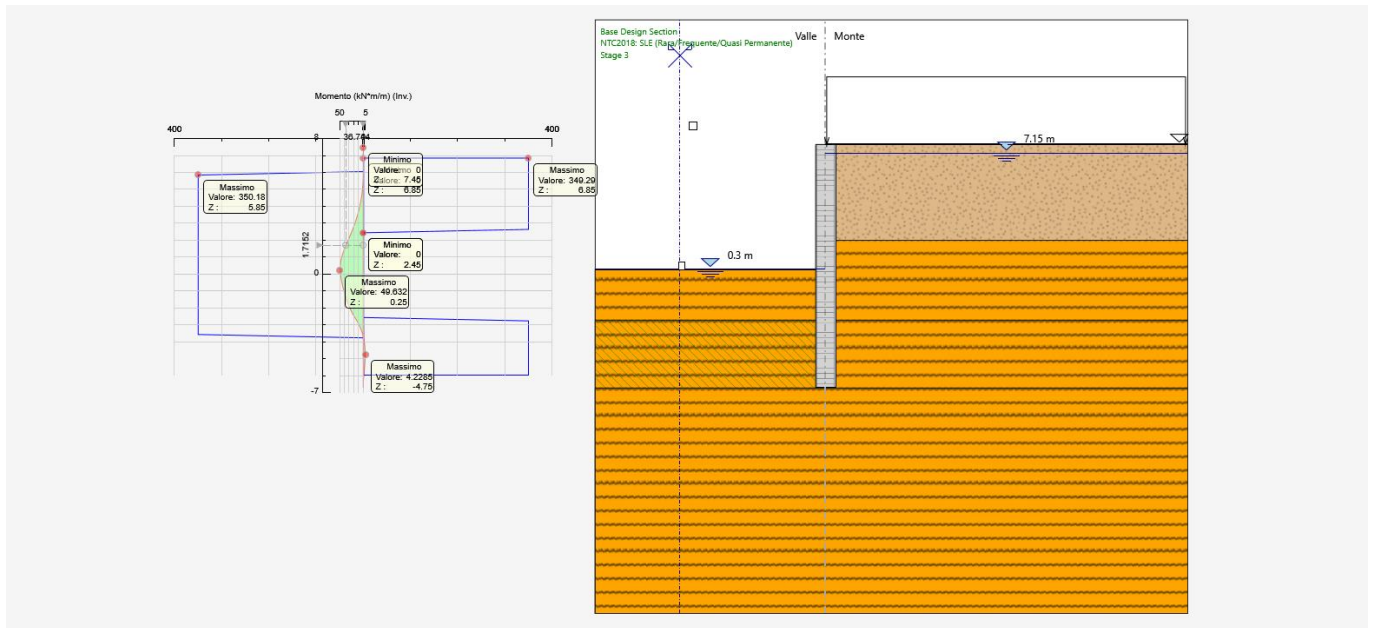 Base Design Section
NTC2018: SLE (Rara/Frequente/Quasi Permanente)
Stage 3
Valle
Monte
7.15 m
0.3 m
Momento (kN*m/m) (Inv.)
50 5
400
8
36.764
400
Minimo
Valore: 0
Z : 7.45
Z : 6.85
Massimo
Valore: 349.29
Z : 6.85
Massimo
Valore: 350.18
Z : 5.85
1.7152
Minimo
Valore: 0
Z : 2.45
0
Massimo
Valore: 49.632
Z : 0.25
Massimo
Valore: 4.2285
Z : -4.75
-7